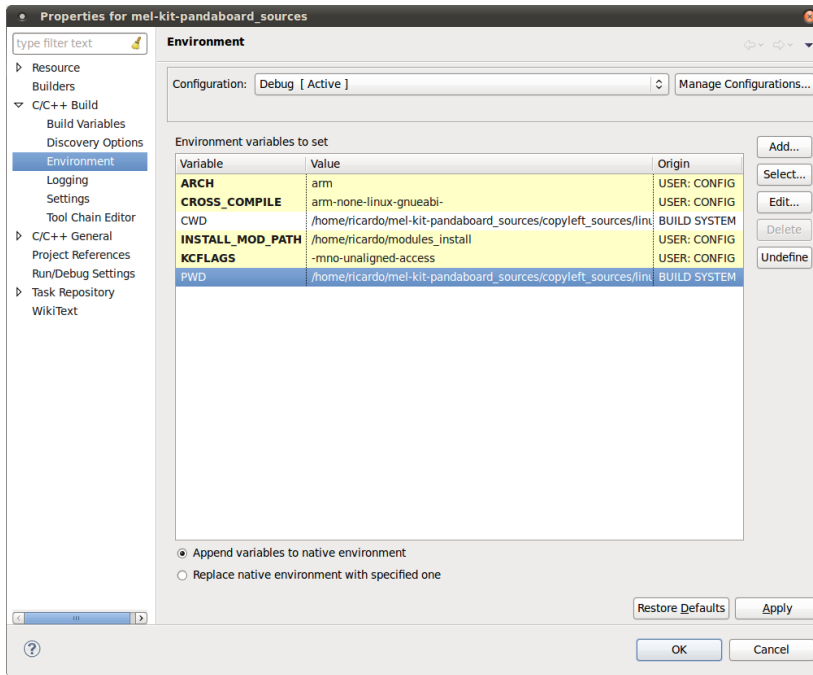 Properties for mel-kit-pandaboard_sources
type filter text
Environment
Resource
Builders
C/C++ Build
Build Variables
Discovery Options
Environment
Logging
Settings
Tool Chain Editor
C/C++ General
Project References
Run/Debug Settings
Task Repository
WikiText
Configuration: Debug [ Active ] Manage Configurations...
Environment variables to set
Variable Value Origin
ARCH arm USER: CONFIG
CROSS_COMPILE arm-none-linux-gnueabi- USER: CONFIG
CWD /home/ricardo/mel-kit-pandaboard_sources/copyleft_sources/linu BUILD SYSTEM
INSTALL_MOD_PATH /home/ricardo/modules_install USER: CONFIG
KCFLAGS -mno-unaligned-access USER: CONFIG
PWD /home/ricardo/mel-kit-pandaboard_sources/copyleft_sources/linu BUILD SYSTEM
Add...
Select...
Edit...
Delete
Undefine
Append variables to native environment
Replace native environment with specified one
Restore Defaults Apply
OK Cancel